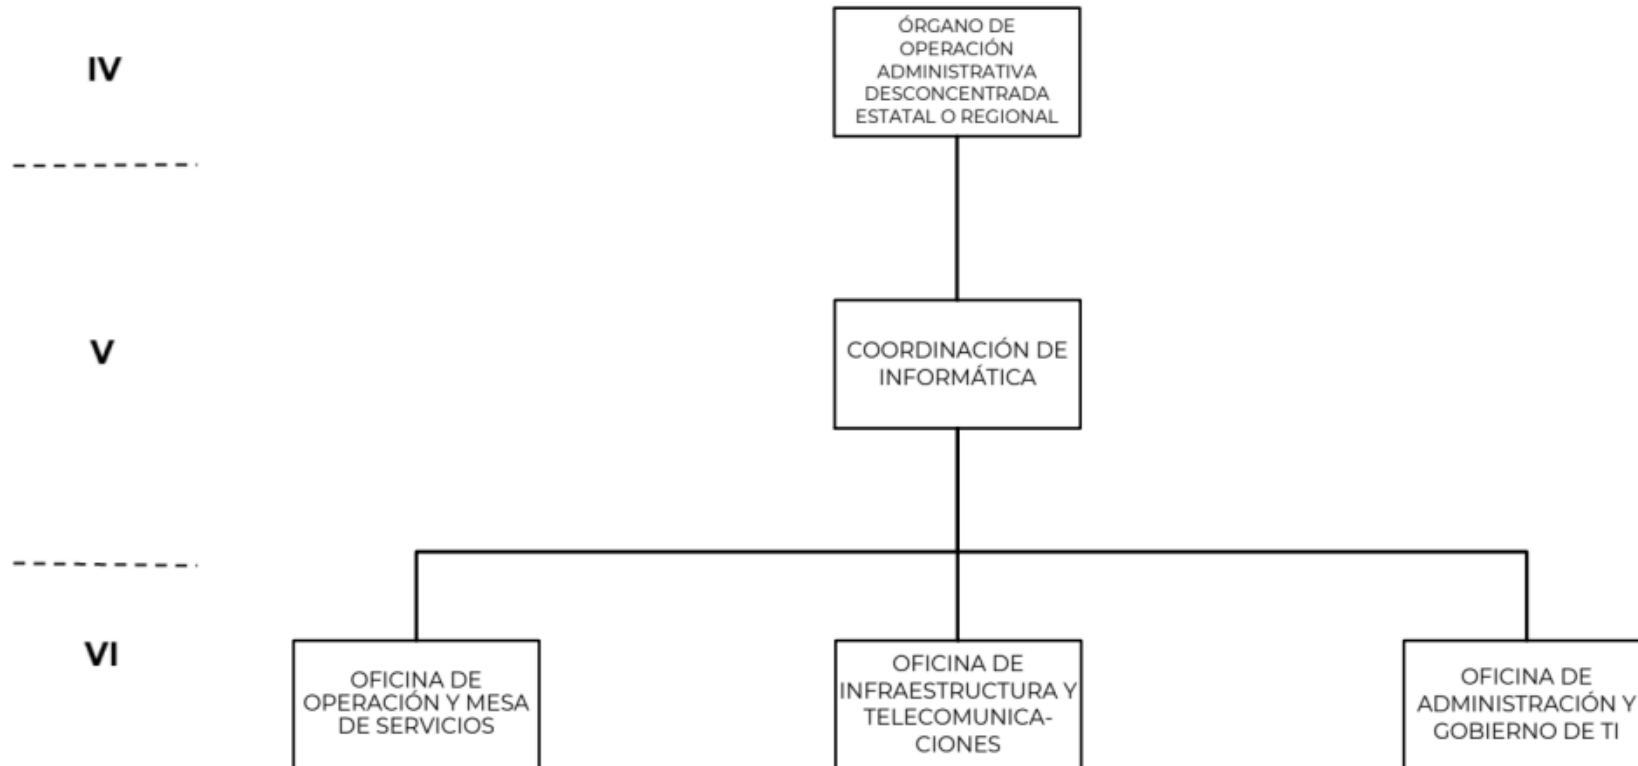 IV
ÓRGANO DE
OPERACIÓN
ADMINISTRATIVA
DESCONCENTRADA
ESTATAL O REGIONAL
V
COORDINACIÓN DE
INFORMÁTICA
VI
OFICINA DE
OPERACIÓN Y MESA
DE SERVICIOS
OFICINA DE
INFRAESTRUCTURA Y
TELECOMUNICA-
CIONES
OFICINA DE
ADMINISTRACIÓN Y
GOBIERNO DE TI